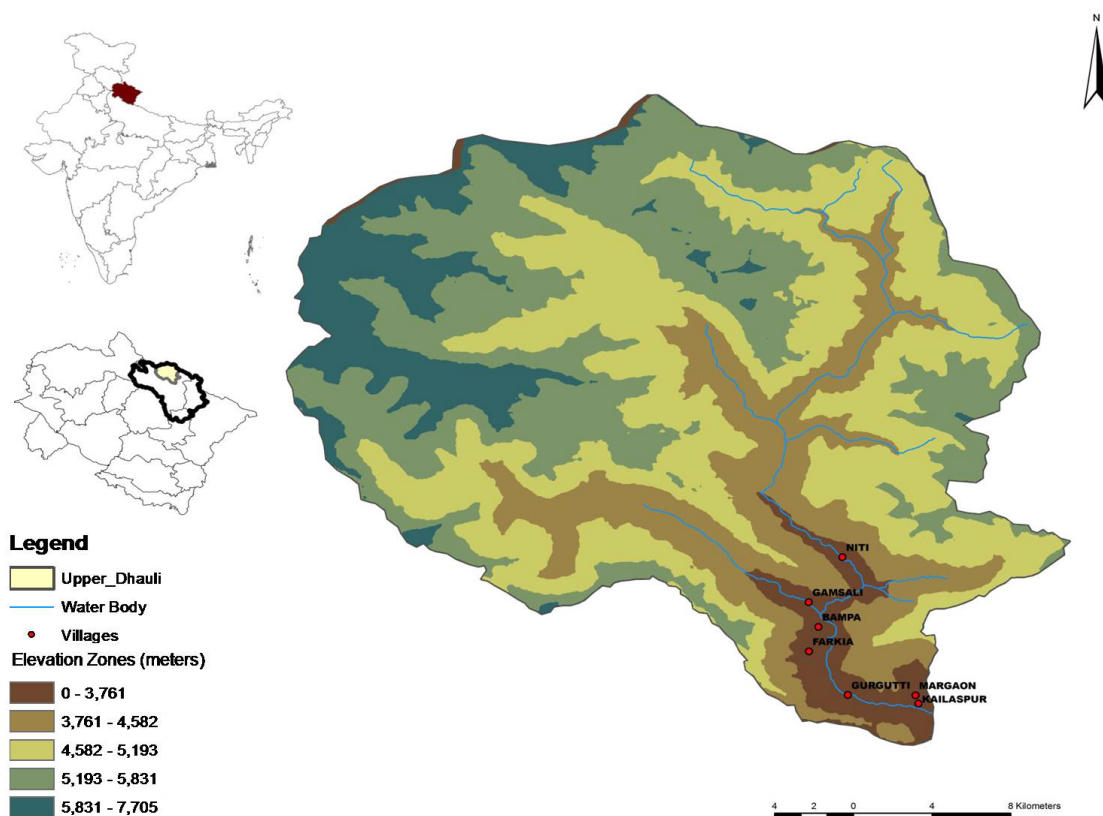 N
NITI
GAMSALI
BAMPA
FARKIA
GURGUTTI
MARGAON
KAILASPUR
Legend
Upper_Dhauli
Water Body
Villages
Elevation Zones (meters)
0 - 3,761
3,761 - 4,582
4,582 - 5,193
5,193 - 5,831
5,831 - 7,705
4 2 0 4 8 Kilometers